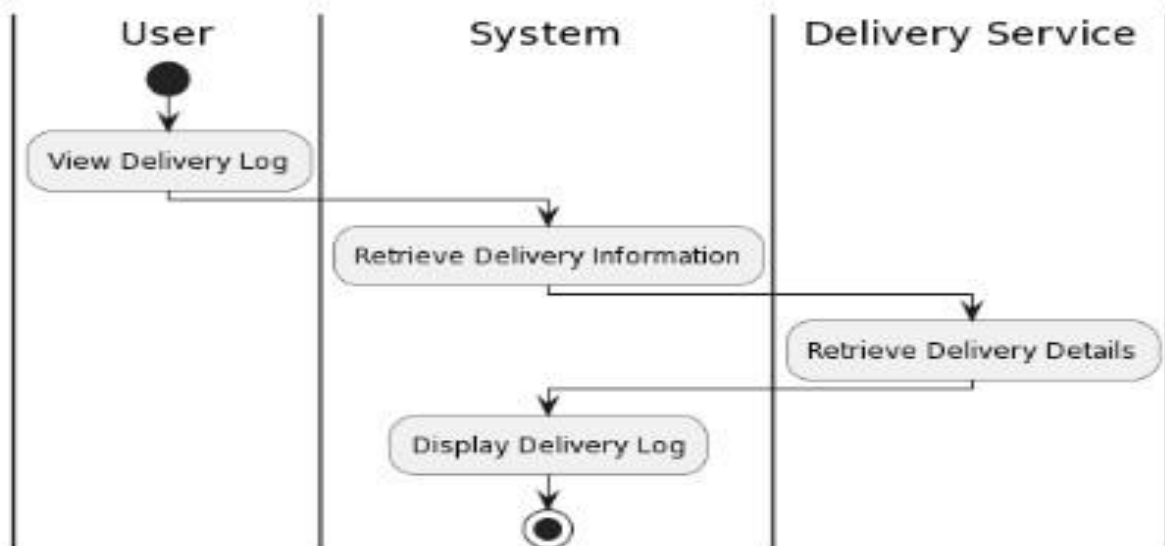 User
System
Delivery Service
View Delivery Log
Retrieve Delivery Information
Retrieve Delivery Details
Display Delivery Log